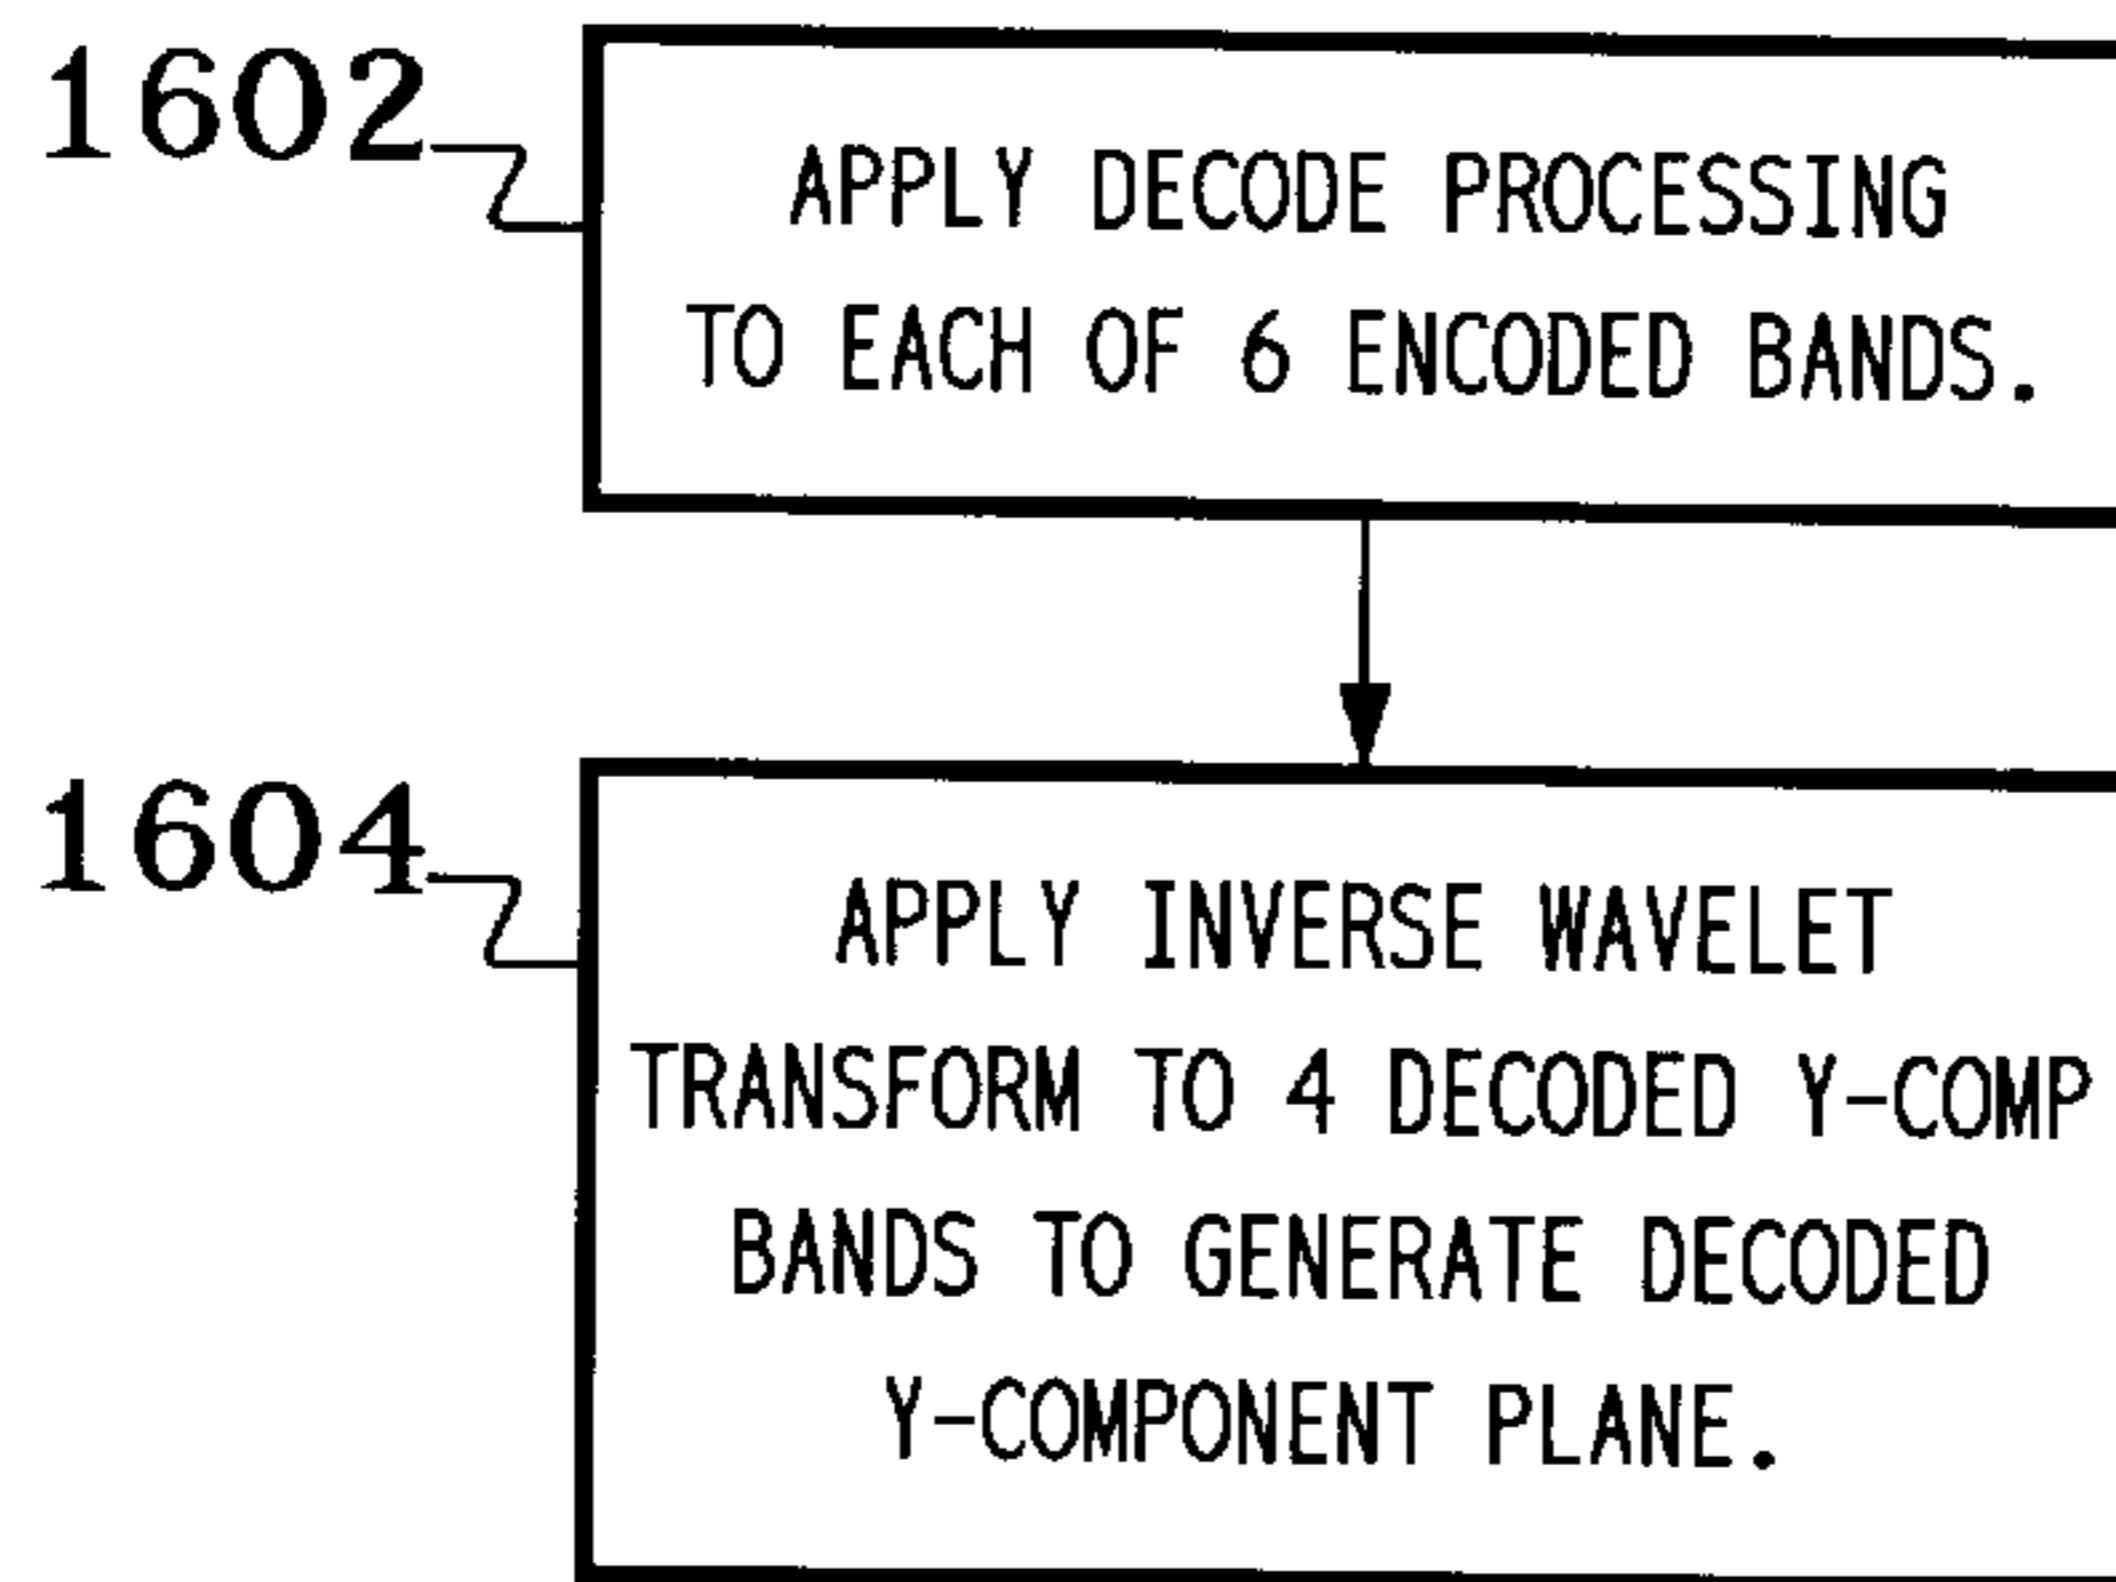 1602
APPLY DECODE PROCESSING
TO EACH OF 6 ENCODED BANDS.
1604
APPLY INVERSE WAVELET
TRANSFORM TO 4 DECODED Y-COMP
BANDS TO GENERATE DECODED
Y-COMPONENT PLANE.